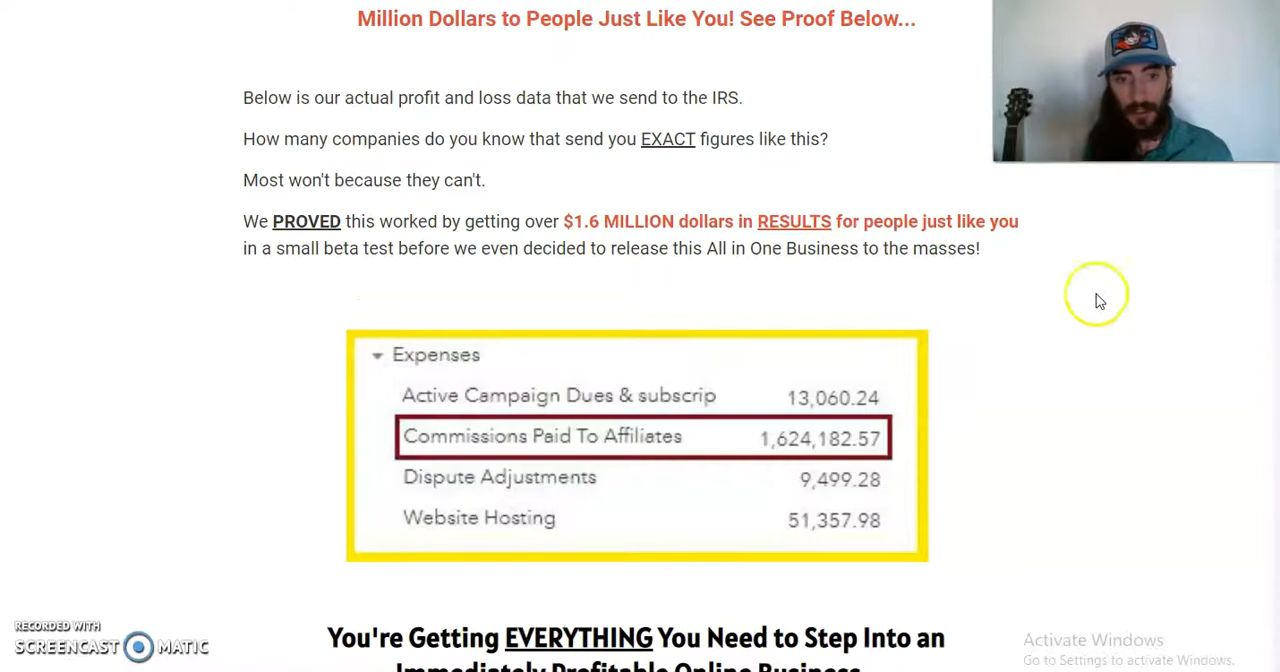 Million Dollars to People Just Like You! See Proof Below...
Below is our actual profit and loss data that we send to the IRS.
How many companies do you know that send you EXACT figures like this?
Most won't because they can't.
We PROVED this worked by getting over $1.6 MILLION dollars in RESULTS for people just like you
in a small beta test before we even decided to release this All in One Business to the masses!
Expenses
Active Campaign Dues & subscrip 13,060.24
Commissions Paid To Affiliates 1,624,182.57
Dispute Adjustments 9,499.28
Website Hosting 51,357.98
You're Getting EVERYTHING You Need to Step Into an
Immediately Profitable Online Business
RECORDED WITH
SCREENCAST MATIC
Activate Windows
Go to Settings to activate Windows.